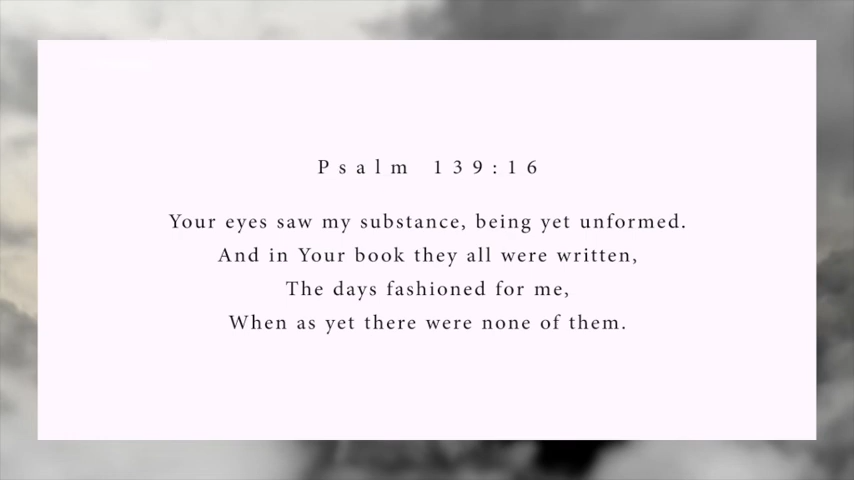 Psalm 139:16
Your eyes saw my substance, being yet unformed.
And in Your book they all were written,
The days fashioned for me,
When as yet there were none of them.